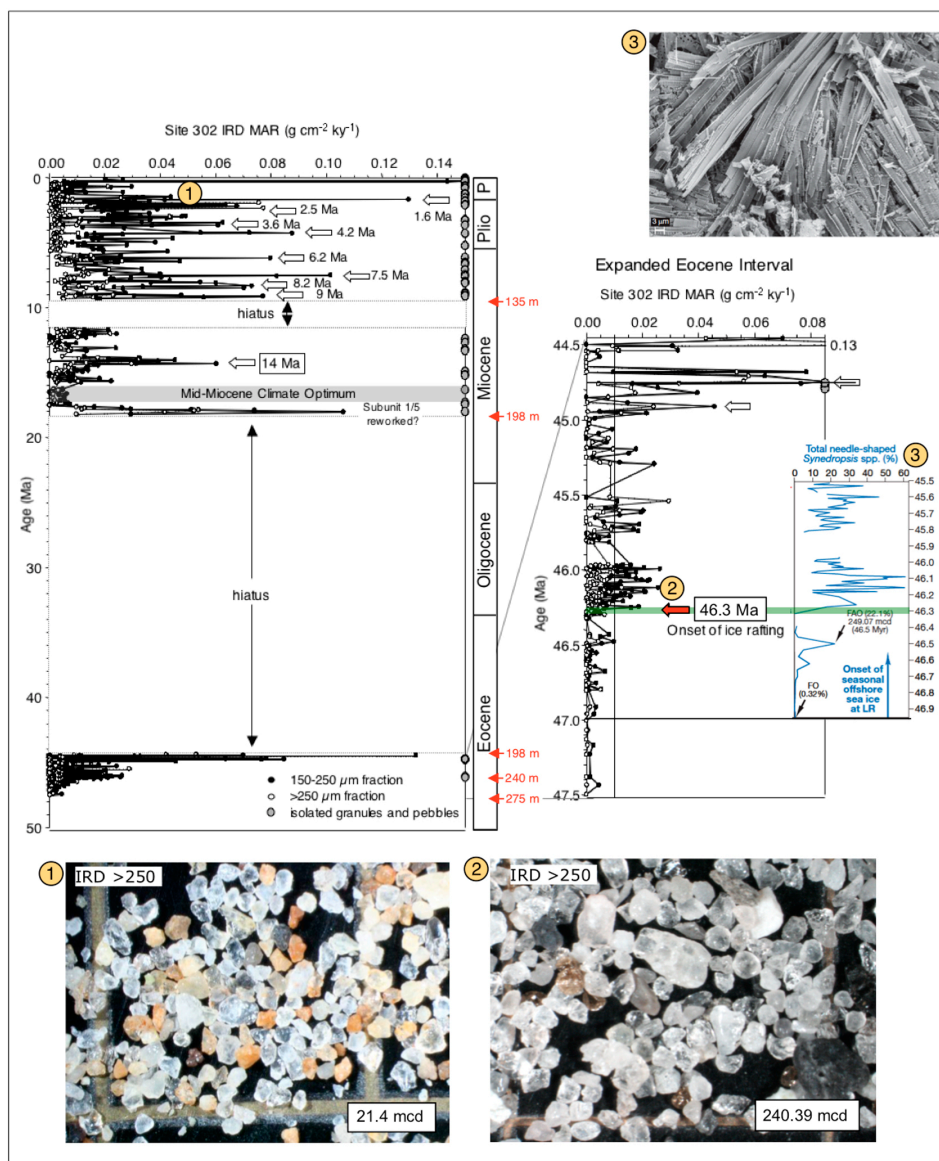 3
3 µm
Site 302 IRD MAR (g cm-2 ky-1)
0.00 0.02 0.04 0.06 0.08 0.10 0.12 0.14
0
10
20
30
40
50
Age (Ma)
1
1.6 Ma
2.5 Ma
3.6 Ma
4.2 Ma
6.2 Ma
7.5 Ma
8.2 Ma
9 Ma
hiatus
14 Ma
Mid-Miocene Climate Optimum
Subunit 1/5
reworked?
hiatus
150-250 µm fraction
>250 µm fraction
isolated granules and pebbles
P
Plio
Miocene
Oligocene
Eocene
135 m
198 m
198 m
240 m
275 m
Expanded Eocene Interval
Site 302 IRD MAR (g cm-2 ky-1)
0.00 0.02 0.04 0.06 0.08
44.5
45.0
45.5
46.0
46.5
47.0
47.5
Age (Ma)
0.13
2
46.3 Ma
Onset of ice rafting
Total needle-shaped
Synedropsis spp. (%)
3
0 10 20 30 40 50 60
45.5
45.6
45.7
45.8
45.9
46.0
46.1
46.2
46.3
46.4
46.5
46.6
46.7
46.8
46.9
FAO (22.1%)
249.07 mcd
(46.5 Myr)
FO
(0.32%)
Onset of
seasonal
offshore
sea ice
at LR
1
IRD >250
21.4 mcd
2
IRD >250
240.39 mcd